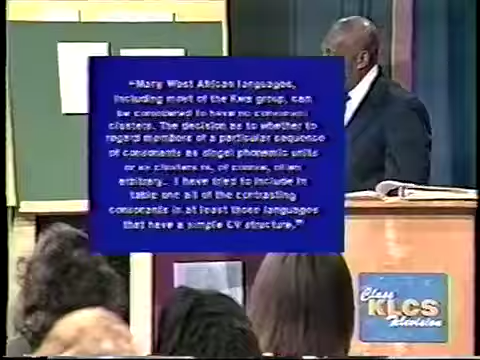 "Many West African languages,
including most of the Kwa group, can
be considered to have no consonant
clusters. The decision as to whether to
regard members of a particular sequence
of consonants as singel phonemic units
or as clusters is, of course, often
arbitrary. I have tried to include in
table one all of the contrasting
consonants in at least those languages
that have a simple CV structure."
Class
KLCS
Television